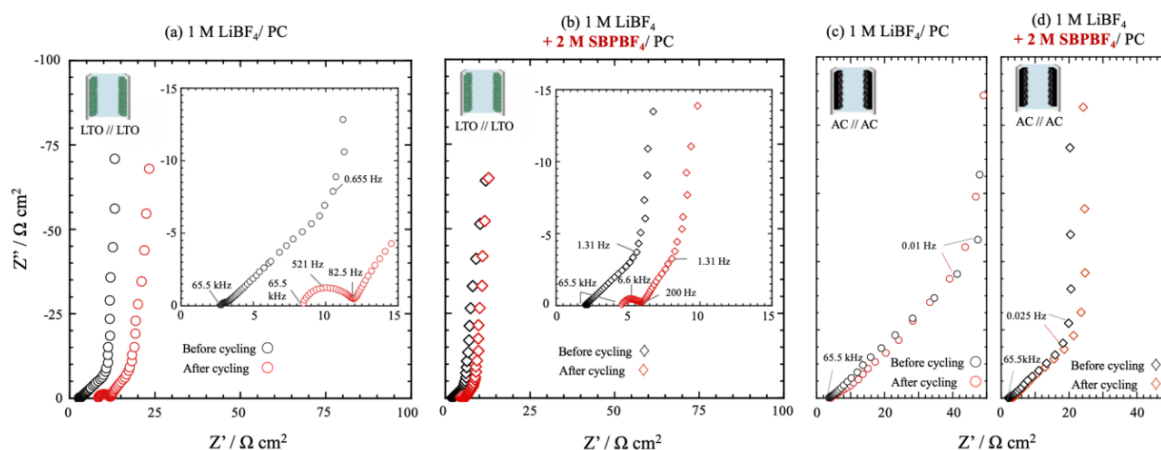 (a) 1 M LiBF4/ PC
(b) 1 M LiBF4
+ 2 M SBPBF4/ PC
(c) 1 M LiBF4/ PC
(d) 1 M LiBF4
+ 2 M SBPBF4/ PC
Z'' / Ω cm2
-100
-75
-50
-25
0
LTO // LTO
-15
-10
-5
0
0.655 Hz
65.5 kHz
65.5
kHz
521 Hz
82.5 Hz
0
5
10
15
Before cycling
After cycling
0
25
50
75
100
Z' / Ω cm2
LTO // LTO
-15
-10
-5
0
1.31 Hz
65.5 kHz
6.6 kHz
1.31 Hz
200 Hz
0
5
10
15
Before cycling
After cycling
0
25
50
75
100
Z' / Ω cm2
AC // AC
0.01 Hz
65.5 kHz
Before cycling
After cycling
0
10
20
30
40
50
AC // AC
0.025 Hz
65.5kHz
Before cycling
After cycling
0
20
40
60
Z' / Ω cm2